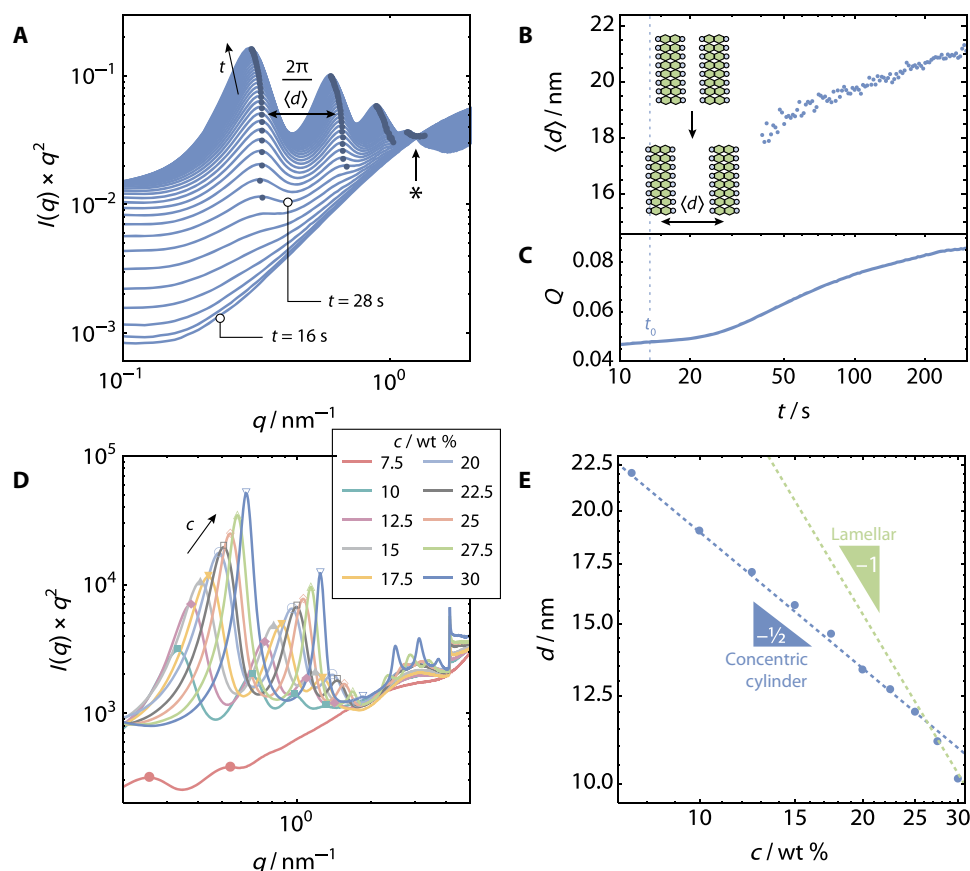 A
t
2π
⟨d⟩
*
t = 28 s
t = 16 s
10⁻¹
10⁻²
10⁻³
I(q) × q²
10⁻¹
10⁰
q / nm⁻¹
B
22
20
18
16
⟨d⟩ / nm
⟨d⟩
C
0.08
0.06
0.04
Q
t₀
10
20
50
100
200
t / s
D
10⁵
10⁴
10³
I(q) × q²
c
10⁰
q / nm⁻¹
c / wt %
7.5 20
10 22.5
12.5 25
15 27.5
17.5 30
E
22.5
20.0
17.5
15.0
12.5
10.0
d / nm
Lamellar
−1
−½
Concentric
cylinder
10
15
20
25
30
c / wt %